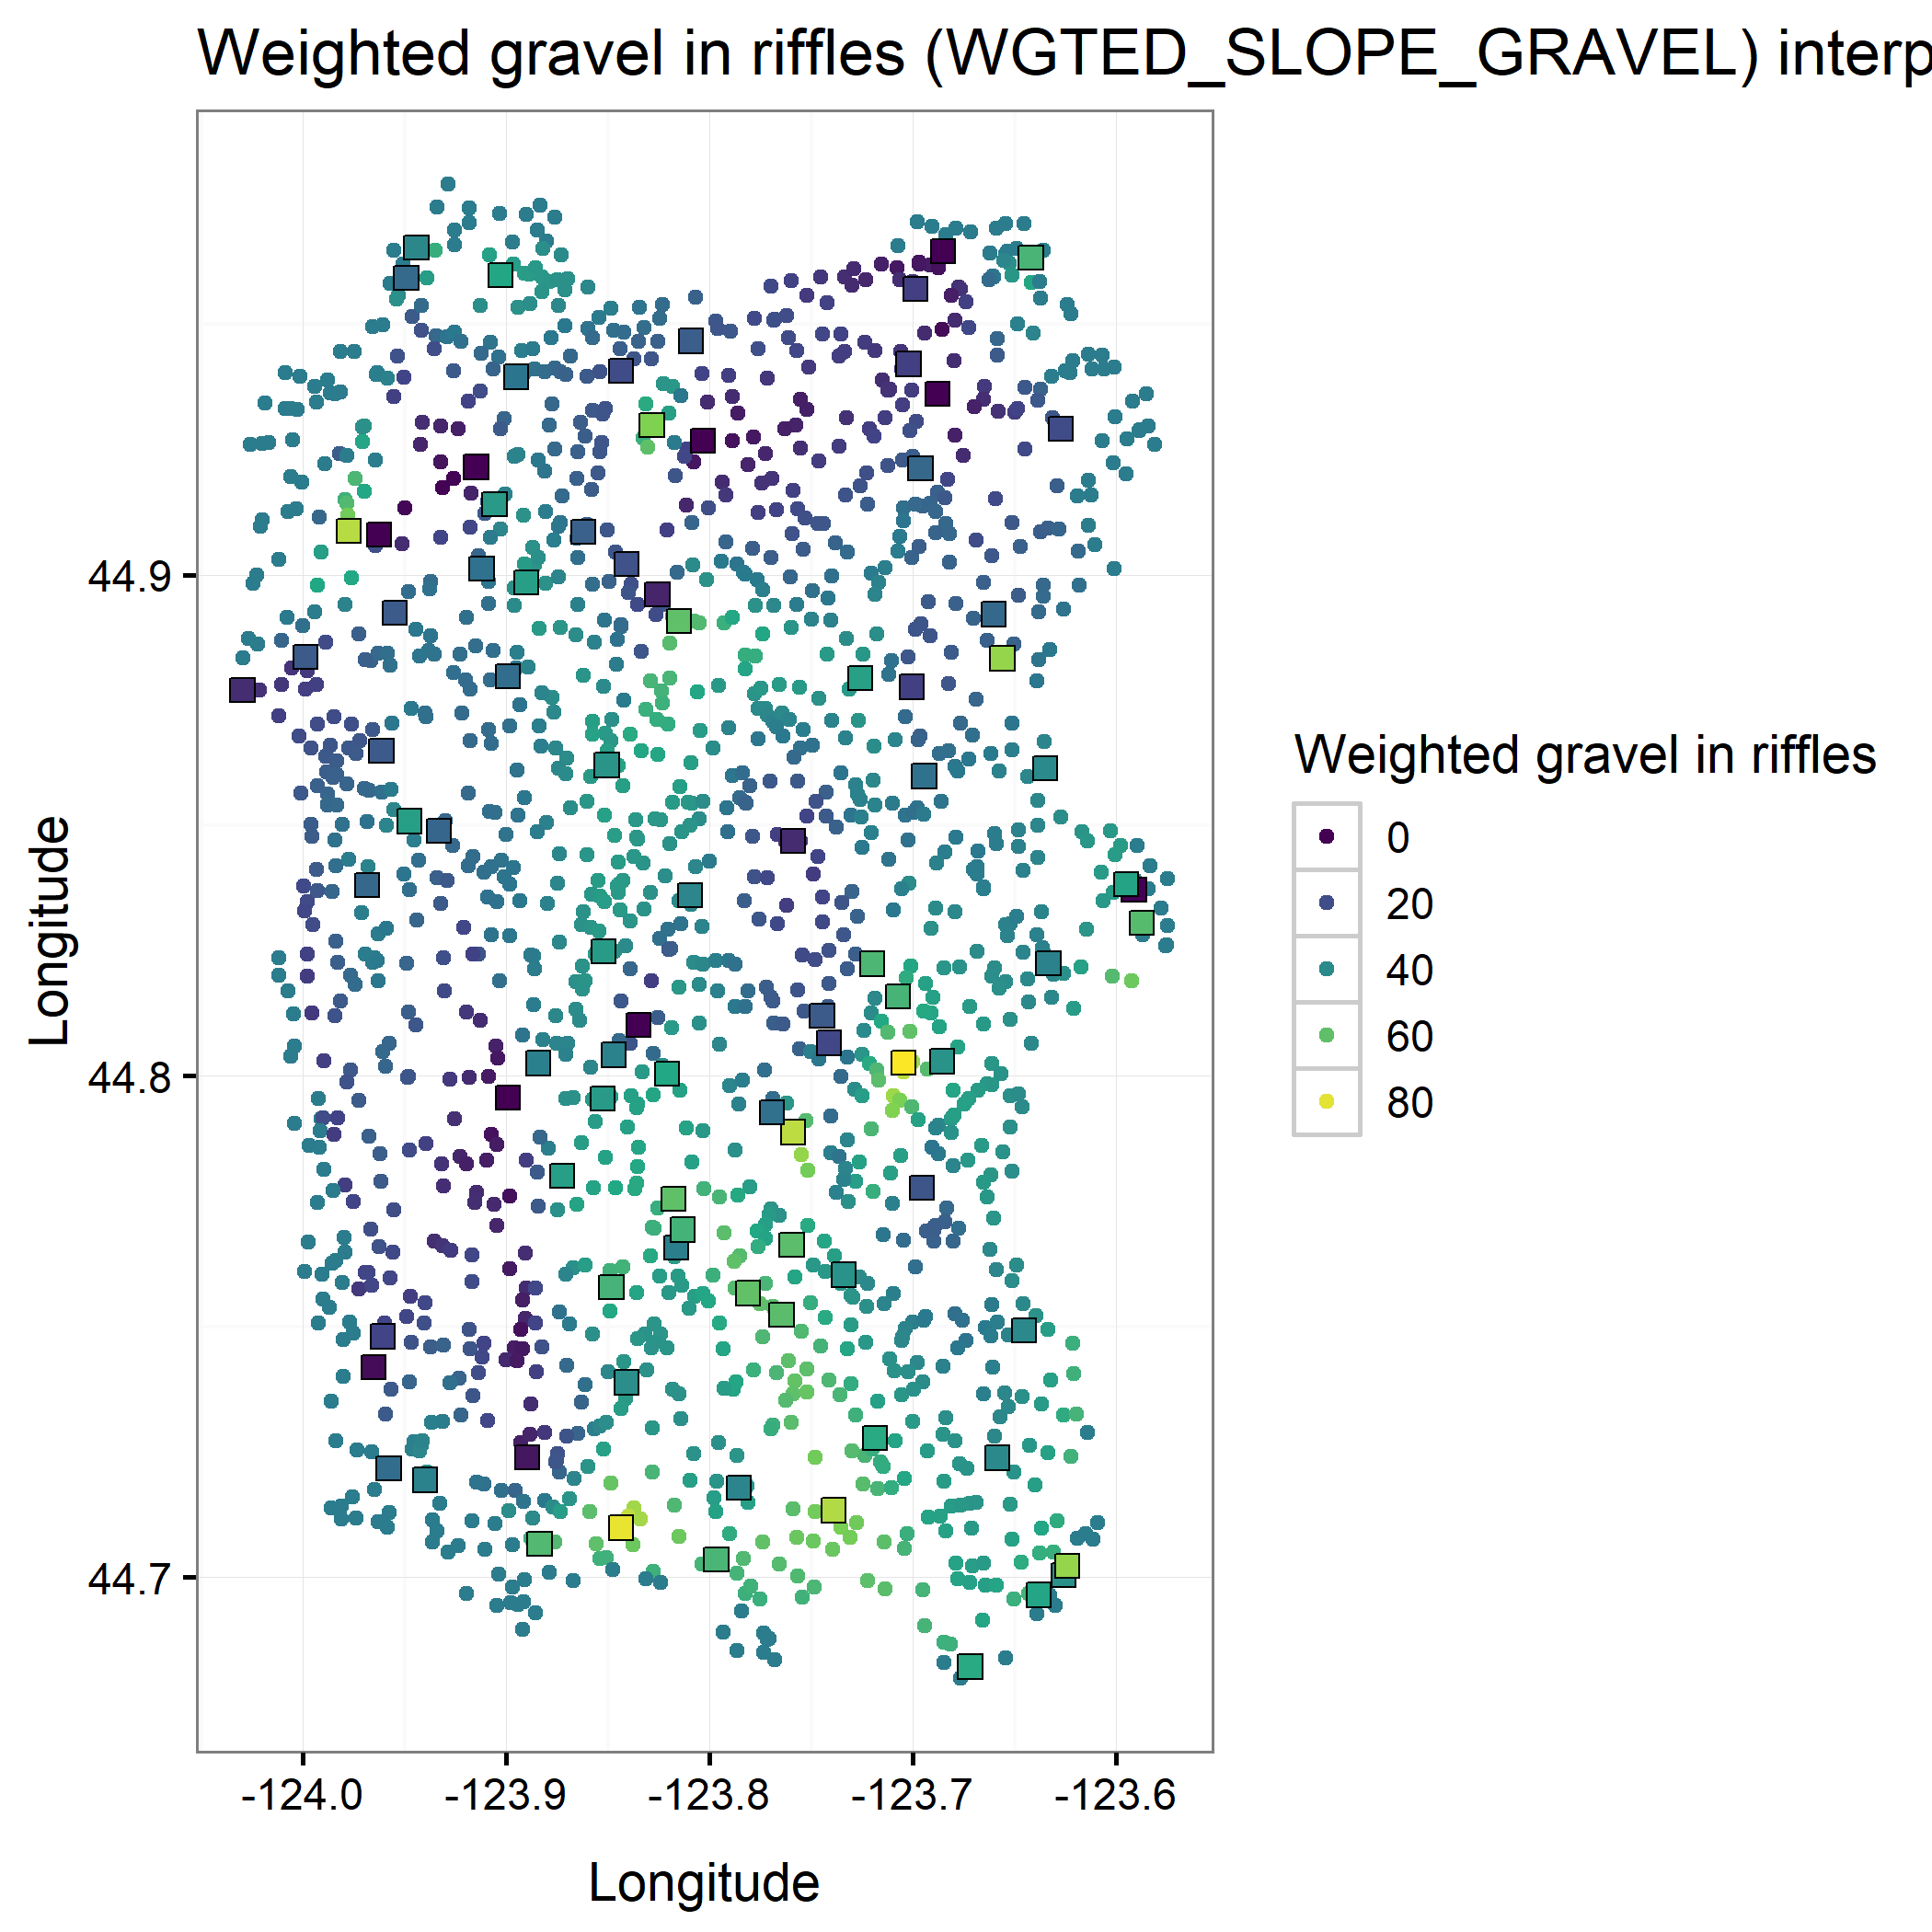 Weighted gravel in riffles (WGTED_SLOPE_GRAVEL) interp
Longitude
44.9
44.8
44.7
-124.0 -123.9 -123.8 -123.7 -123.6
Longitude
Weighted gravel in riffles
0
20
40
60
80